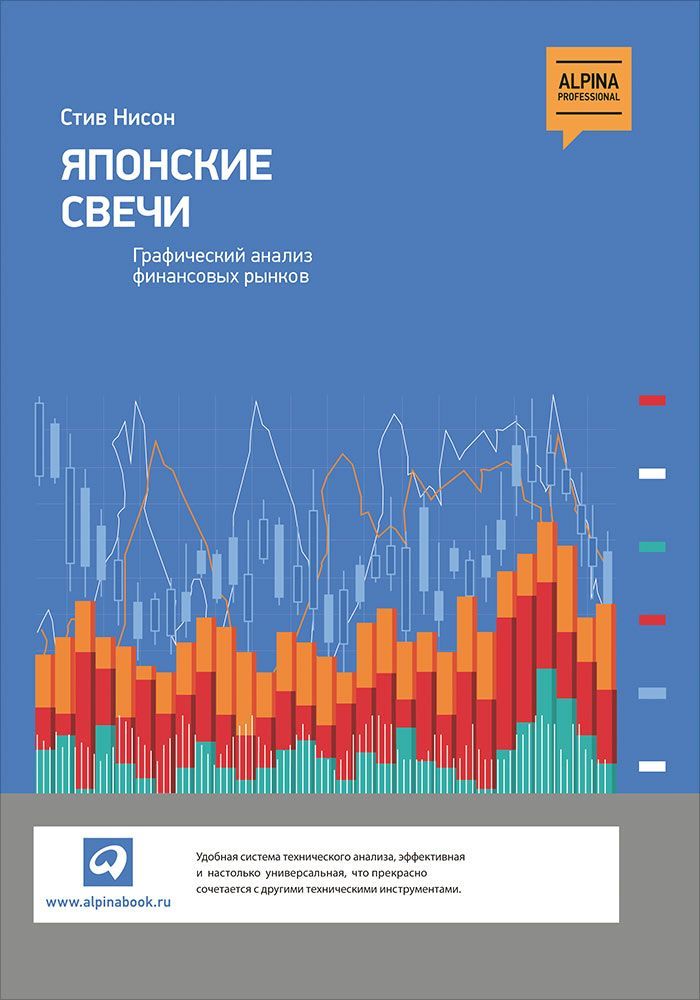 ALPINA
PROFESSIONAL
Стив Нисон
ЯПОНСКИЕ
СВЕЧИ
Графический анализ
финансовых рынков
Удобная система технического анализа, эффективная
и настолько универсальная, что прекрасно
сочетается с другими техническими инструментами.
www.alpinabook.ru